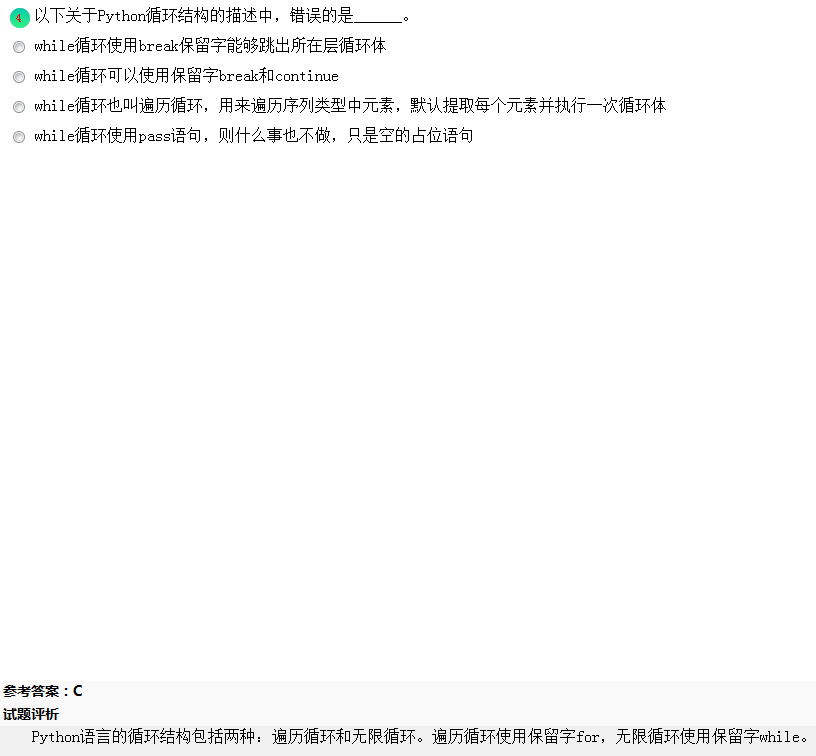 4 以下关于Python循环结构的描述中，错误的是______。
while循环使用break保留字能够跳出所在层循环体
while循环可以使用保留字break和continue
while循环也叫遍历循环，用来遍历序列类型中元素，默认提取每个元素并执行一次循环体
while循环使用pass语句，则什么事也不做，只是空的占位语句
参考答案：C
试题评析
Python语言的循环结构包括两种：遍历循环和无限循环。遍历循环使用保留字for，无限循环使用保留字while。